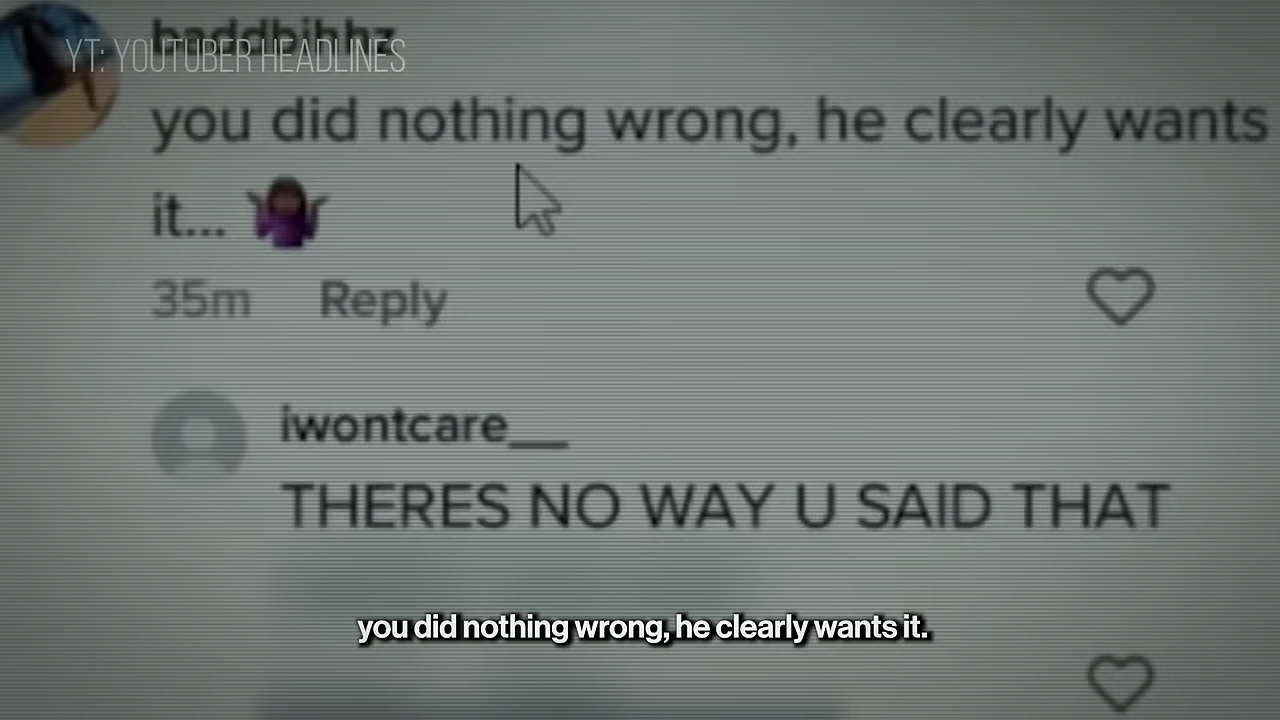 baddbihhz
YT: YOUTUBER HEADLINES
you did nothing wrong, he clearly wants
it...
35m Reply
iwontcare__
THERES NO WAY U SAID THAT
you did nothing wrong, he clearly wants it.